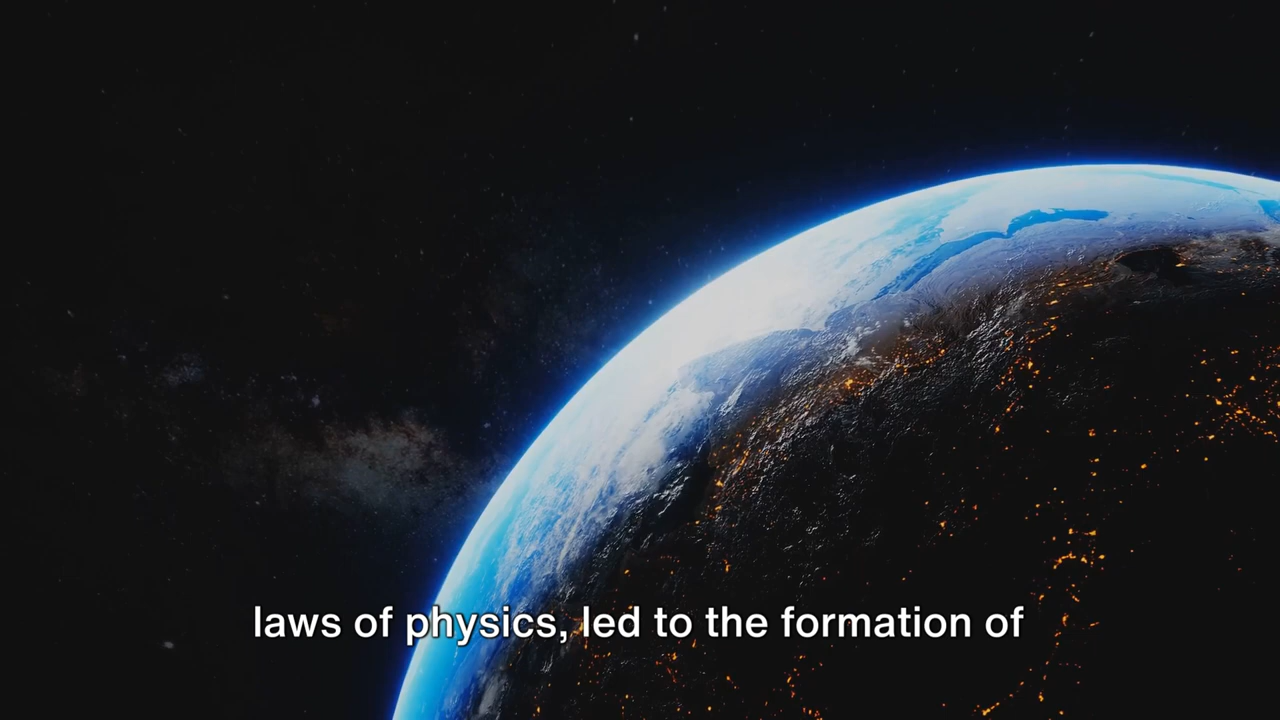 laws of physics, led to the formation of